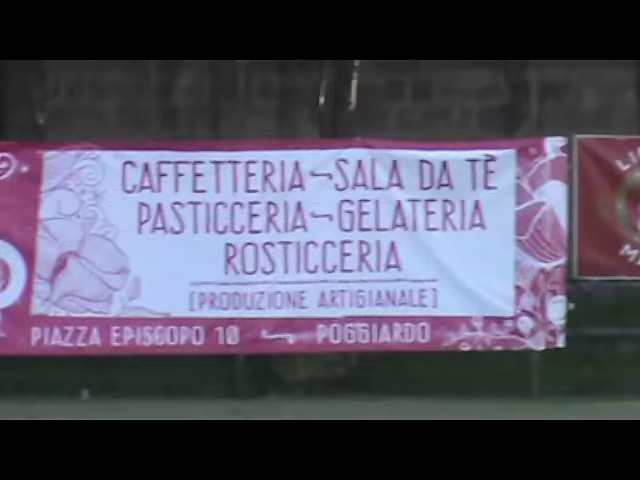 CAFFETTERIA ~ SALA DA TÈ
PASTICCERIA ~ GELATERIA
ROSTICCERIA
[PRODUZIONE ARTIGIANALE]
PIAZZA EPISCOPO 10 ~ POGGIARDO